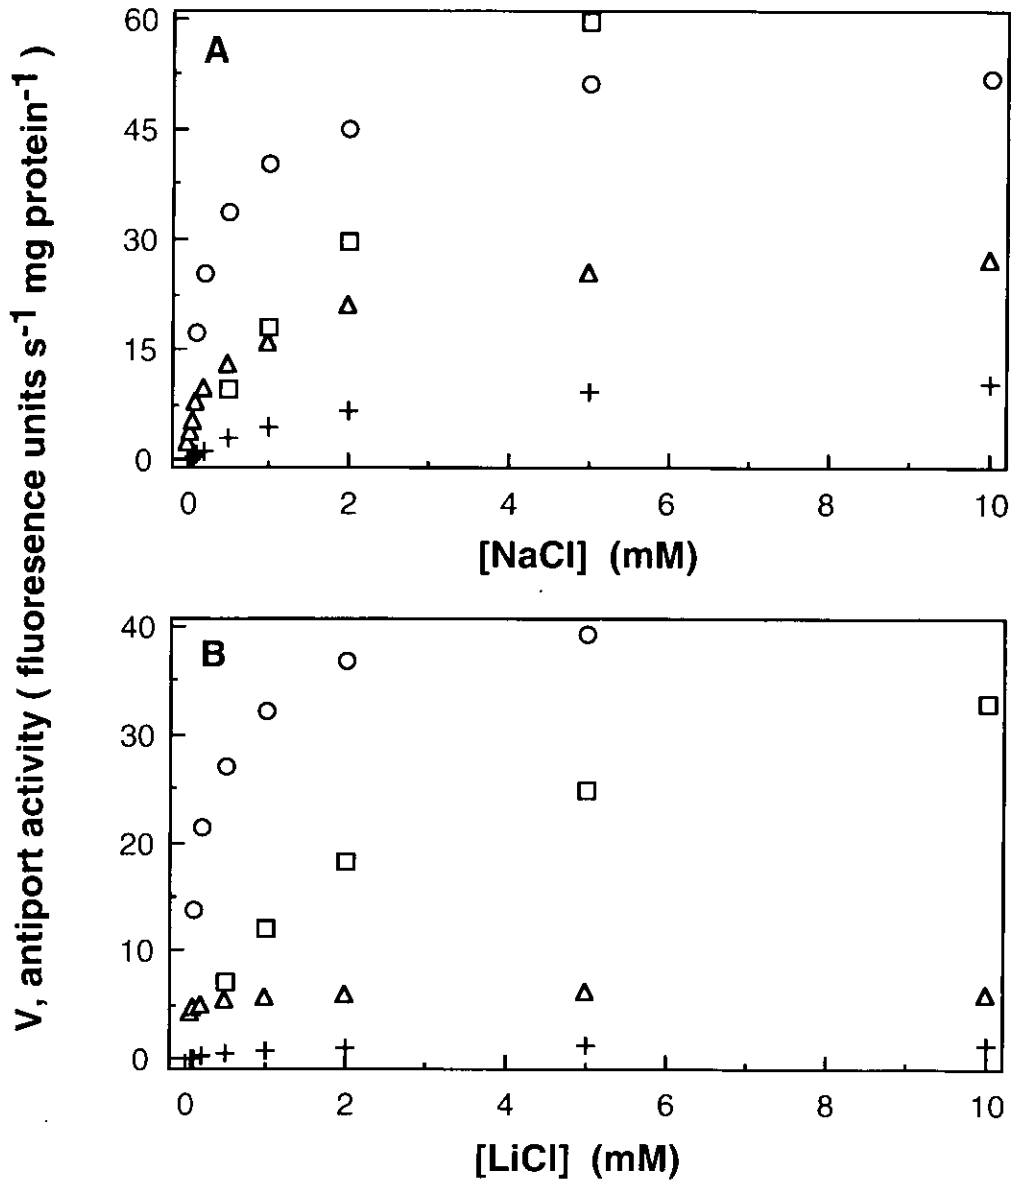 V, antiport activity ( fluoresence units s-1 mg protein-1 )
A
60
45
30
15
0
0 2 4 6 8 10
[NaCl] (mM)
B
40
30
20
10
0
0 2 4 6 8 10
[LiCl] (mM)